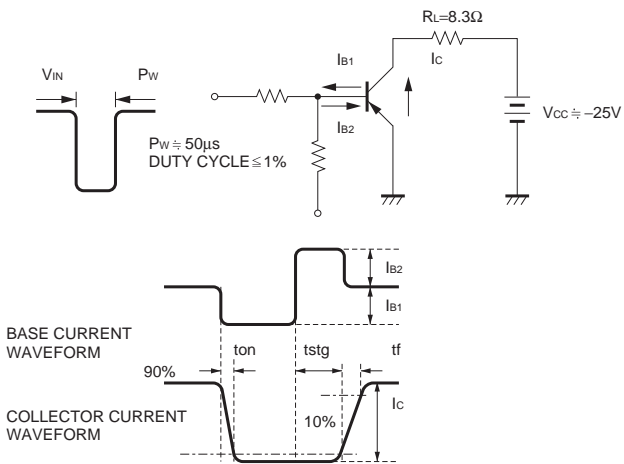 RL=8.3Ω
IB1
IC
VIN
PW
IB2
VCC≒−25V
PW≒50μs
DUTY CYCLE≦1%
IB2
IB1
BASE CURRENT
WAVEFORM
ton
tstg
tf
90%
IC
10%
COLLECTOR CURRENT
WAVEFORM